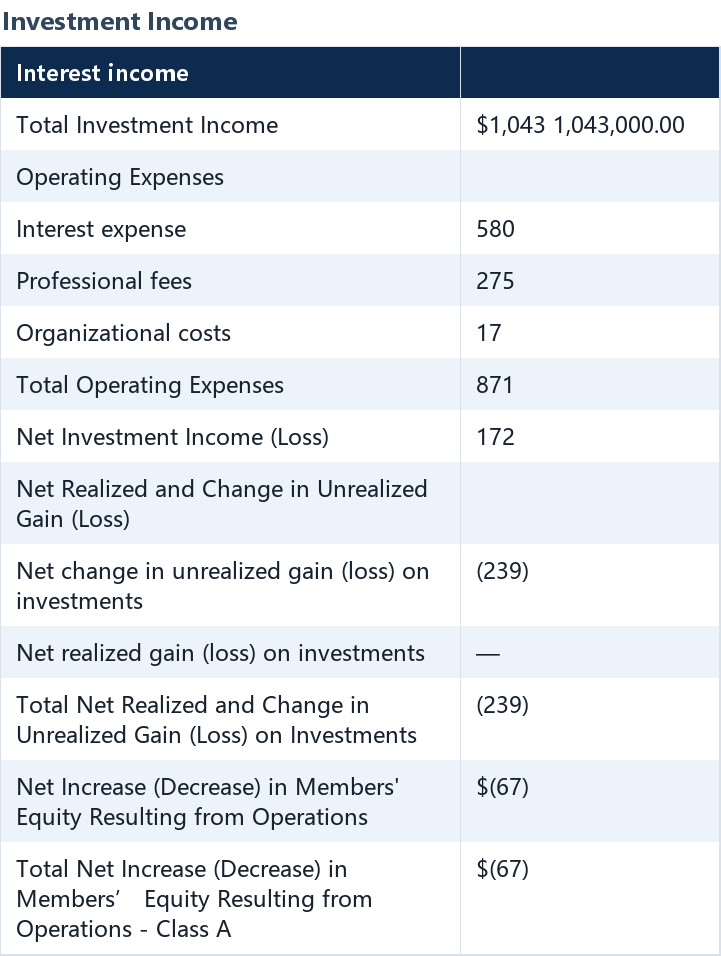 Investment Income
Interest income
Total Investment Income $1,043 1,043,000.00
Operating Expenses
Interest expense 580
Professional fees 275
Organizational costs 17
Total Operating Expenses 871
Net Investment Income (Loss) 172
Net Realized and Change in Unrealized
Gain (Loss)
Net change in unrealized gain (loss) on (239)
investments
Net realized gain (loss) on investments —
Total Net Realized and Change in (239)
Unrealized Gain (Loss) on Investments
Net Increase (Decrease) in Members' $(67)
Equity Resulting from Operations
Total Net Increase (Decrease) in $(67)
Members’ Equity Resulting from
Operations - Class A